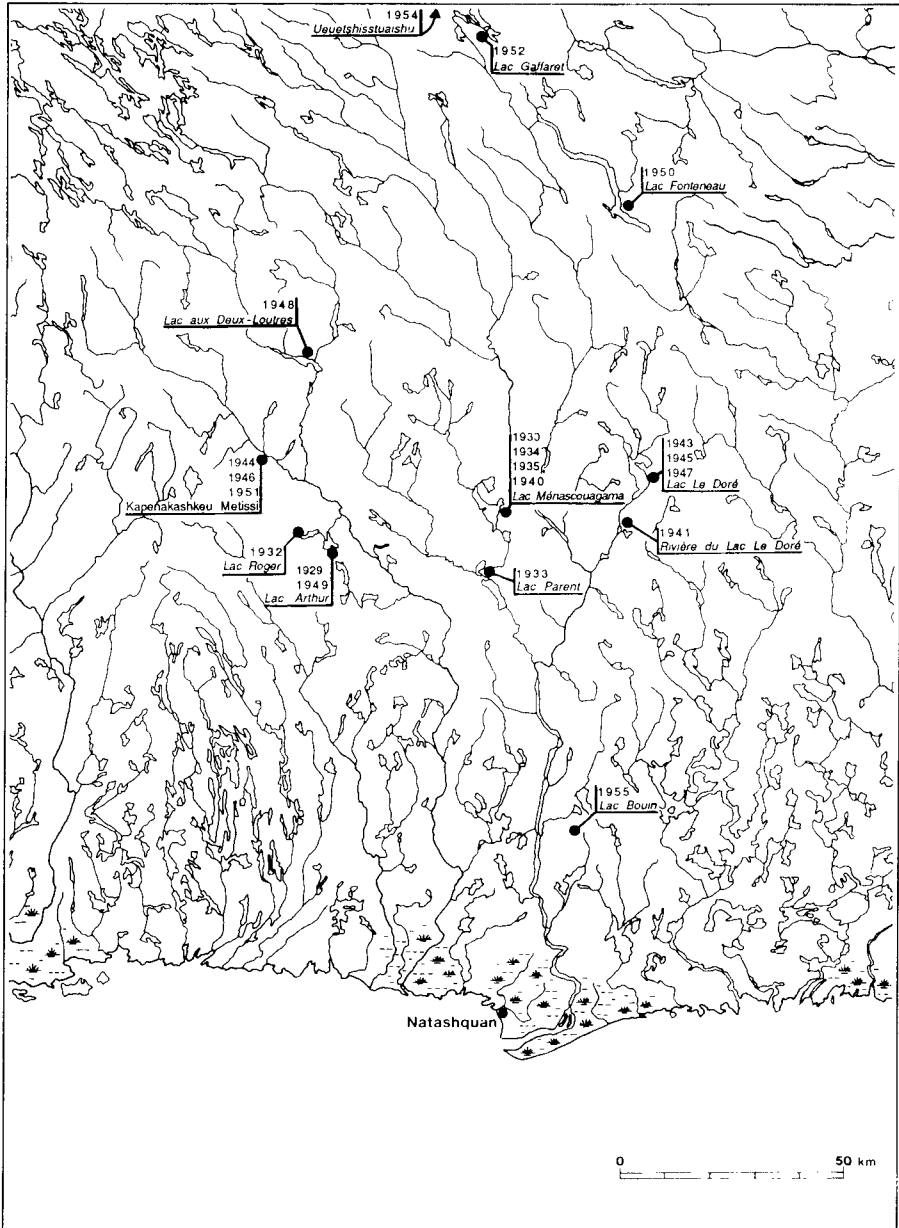 1954
Ueuetshisstuaishu
1952
Lac Gaffaret
1950
Lac Fonteneau
1948
Lac aux Deux-Loutres
1944
1946
1951
Kapenakashkeu Metissi
1934
1935
1940
Lac Ménascouagama
1943
1945
1947
Lac Le Doré
1941
Rivière du Lac Le Doré
1932
Lac Roger
1929
1949
Lac Arthur
1933
Lac Parent
1955
Lac Bouin
Natashquan
0 50 km